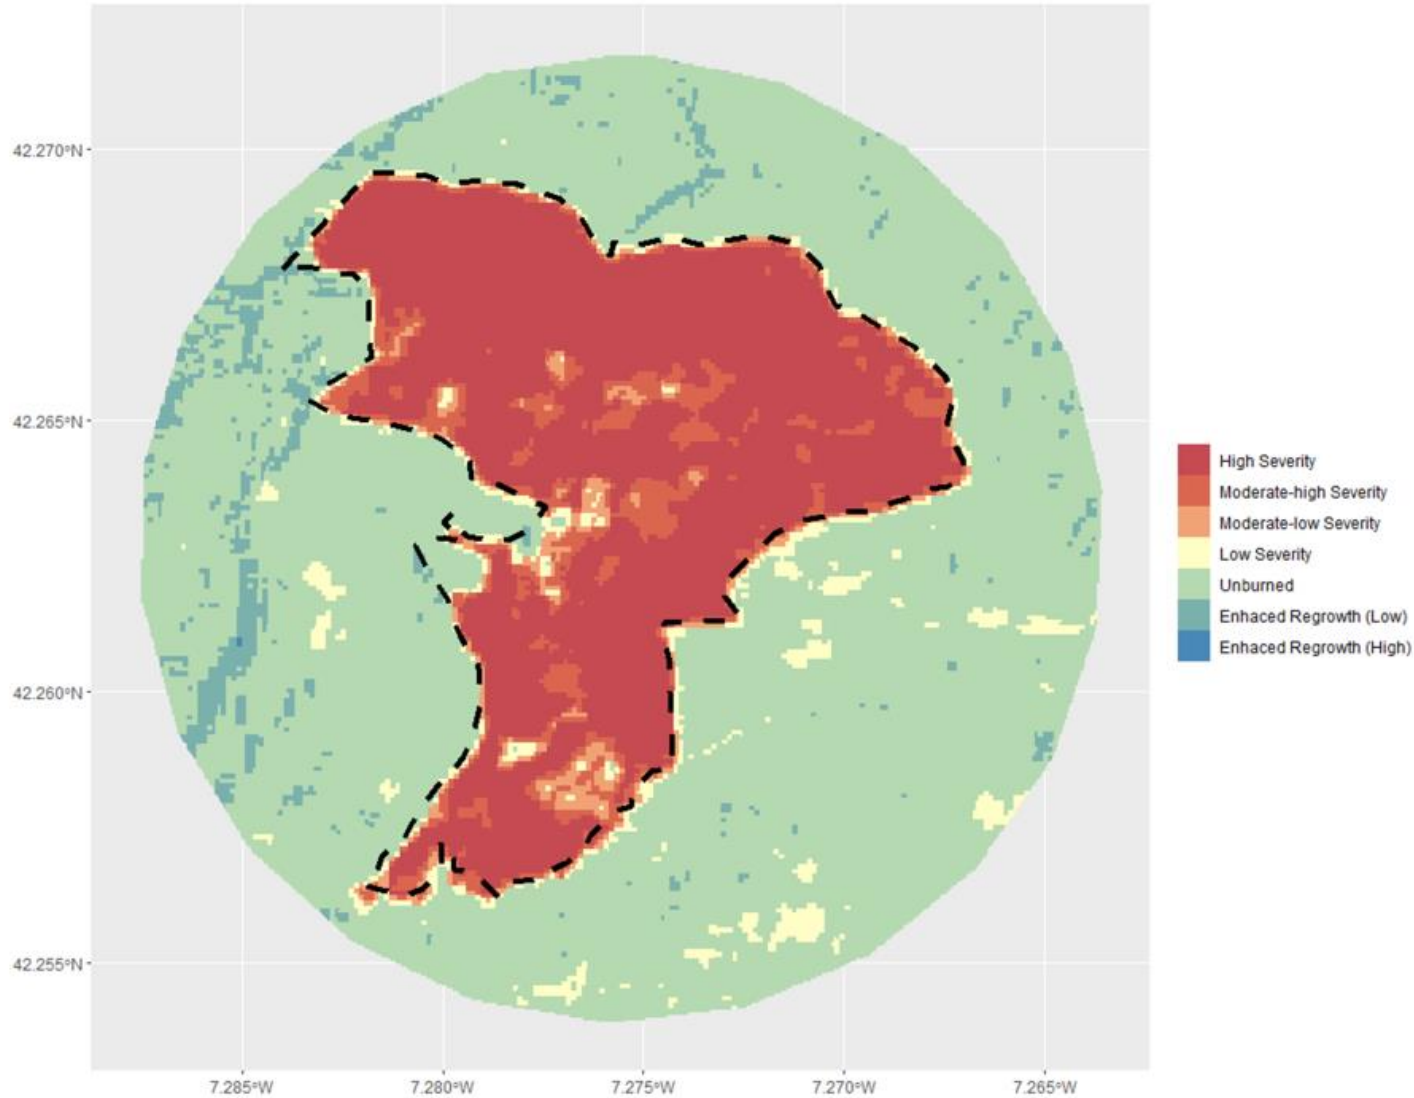 42.270°N
42.265°N
42.260°N
42.255°N
7.285°W
7.280°W
7.275°W
7.270°W
7.265°W
High Severity
Moderate-high Severity
Moderate-low Severity
Low Severity
Unburned
Enhaced Regrowth (Low)
Enhaced Regrowth (High)